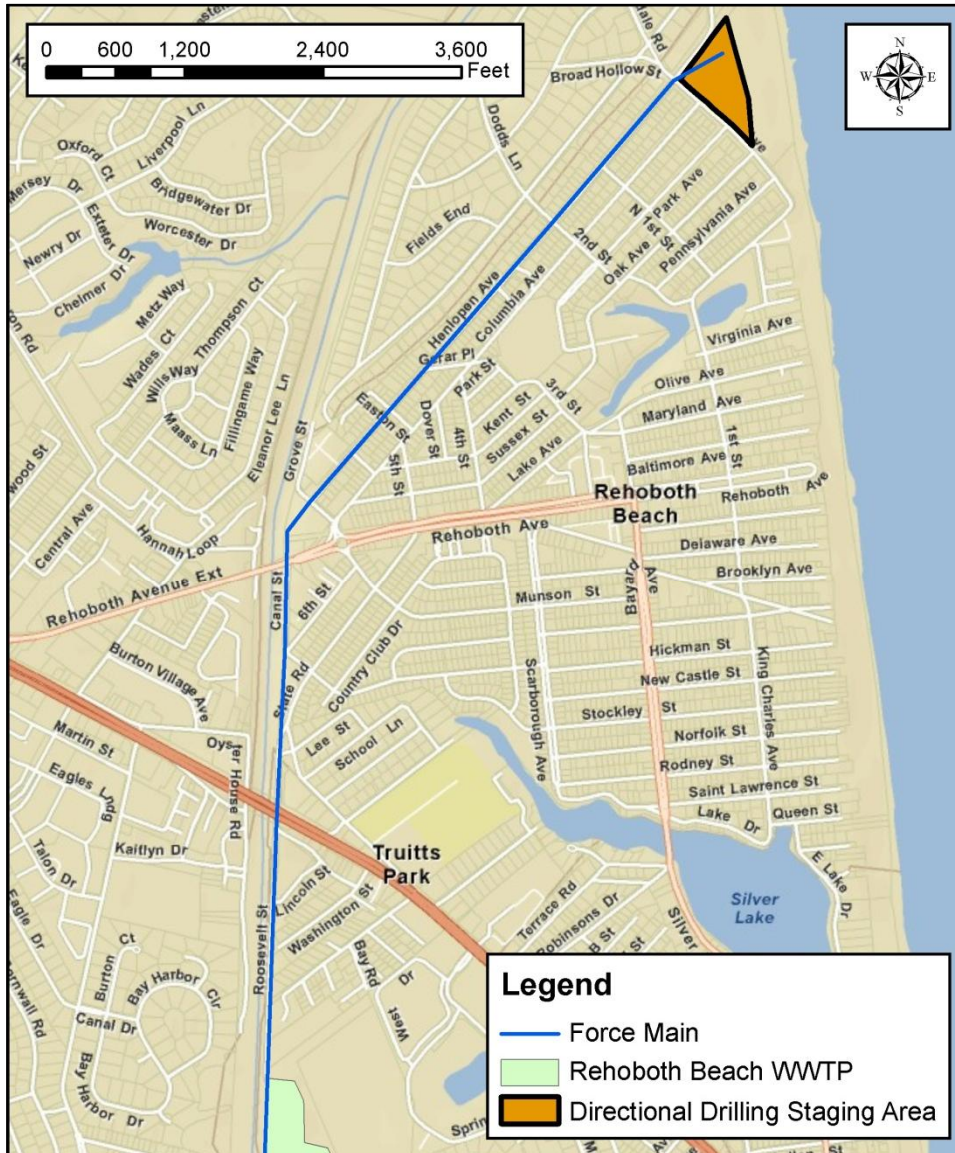 0 600 1,200 2,400 3,600
Feet
N
W E
S
Broad Hollow St
Dodds Ln
Liverpool Ln
Oxford Ct
Bridgewater Dr
Mersey Dr
Exteter Dr
Worcester Dr
Newry Dr
Chelmer Dr
Fields End
Park Ave
N 1st St
Pennsylvania Ave
2nd St
Oak Ave
Metz Way
Thompson Ct
Wades Ct
Wills Way
Fillingame Way
Eleanor Lee Ln
Maass Ln
Henlopen Ave
Columbia Ave
Gerar Pl
Park St
Virginia Ave
Olive Ave
Maryland Ave
3rd St
Kent St
Sussex St
Lake Ave
Easton St
Dover St
4th St
5th St
Grove St
1st St
Baltimore Ave
Rehoboth Ave
Rehoboth
Beach
Rehoboth Ave
Central Ave
Hannah Loop
Rehoboth Avenue Ext
Canal St
6th St
Delaware Ave
Brooklyn Ave
Bayard Ave
Munson St
Hickman St
King Charles Ave
New Castle St
Country Club Dr
State Rd
Burton Village Ave
Scarborough Ave
Stockley St
Norfolk St
Rodney St
Saint Lawrence St
Queen St
Lake Dr
E Lake Dr
Martin St
Oyster House Rd
Lee St
School Ln
Eagles Lndg
Talon Dr
Kaitlyn Dr
Eagle Dr
Truitts
Park
Lincoln St
Washington St
Terrace Rd
Robinsons Dr
B St
Silver
Silver
Lake
Roosevelt St
Bay Rd
West Dr
Burton Ct
Bay Harbor Cir
Canal Dr
Bay Harbor Dr
Legend
Force Main
Rehoboth Beach WWTP
Directional Drilling Staging Area